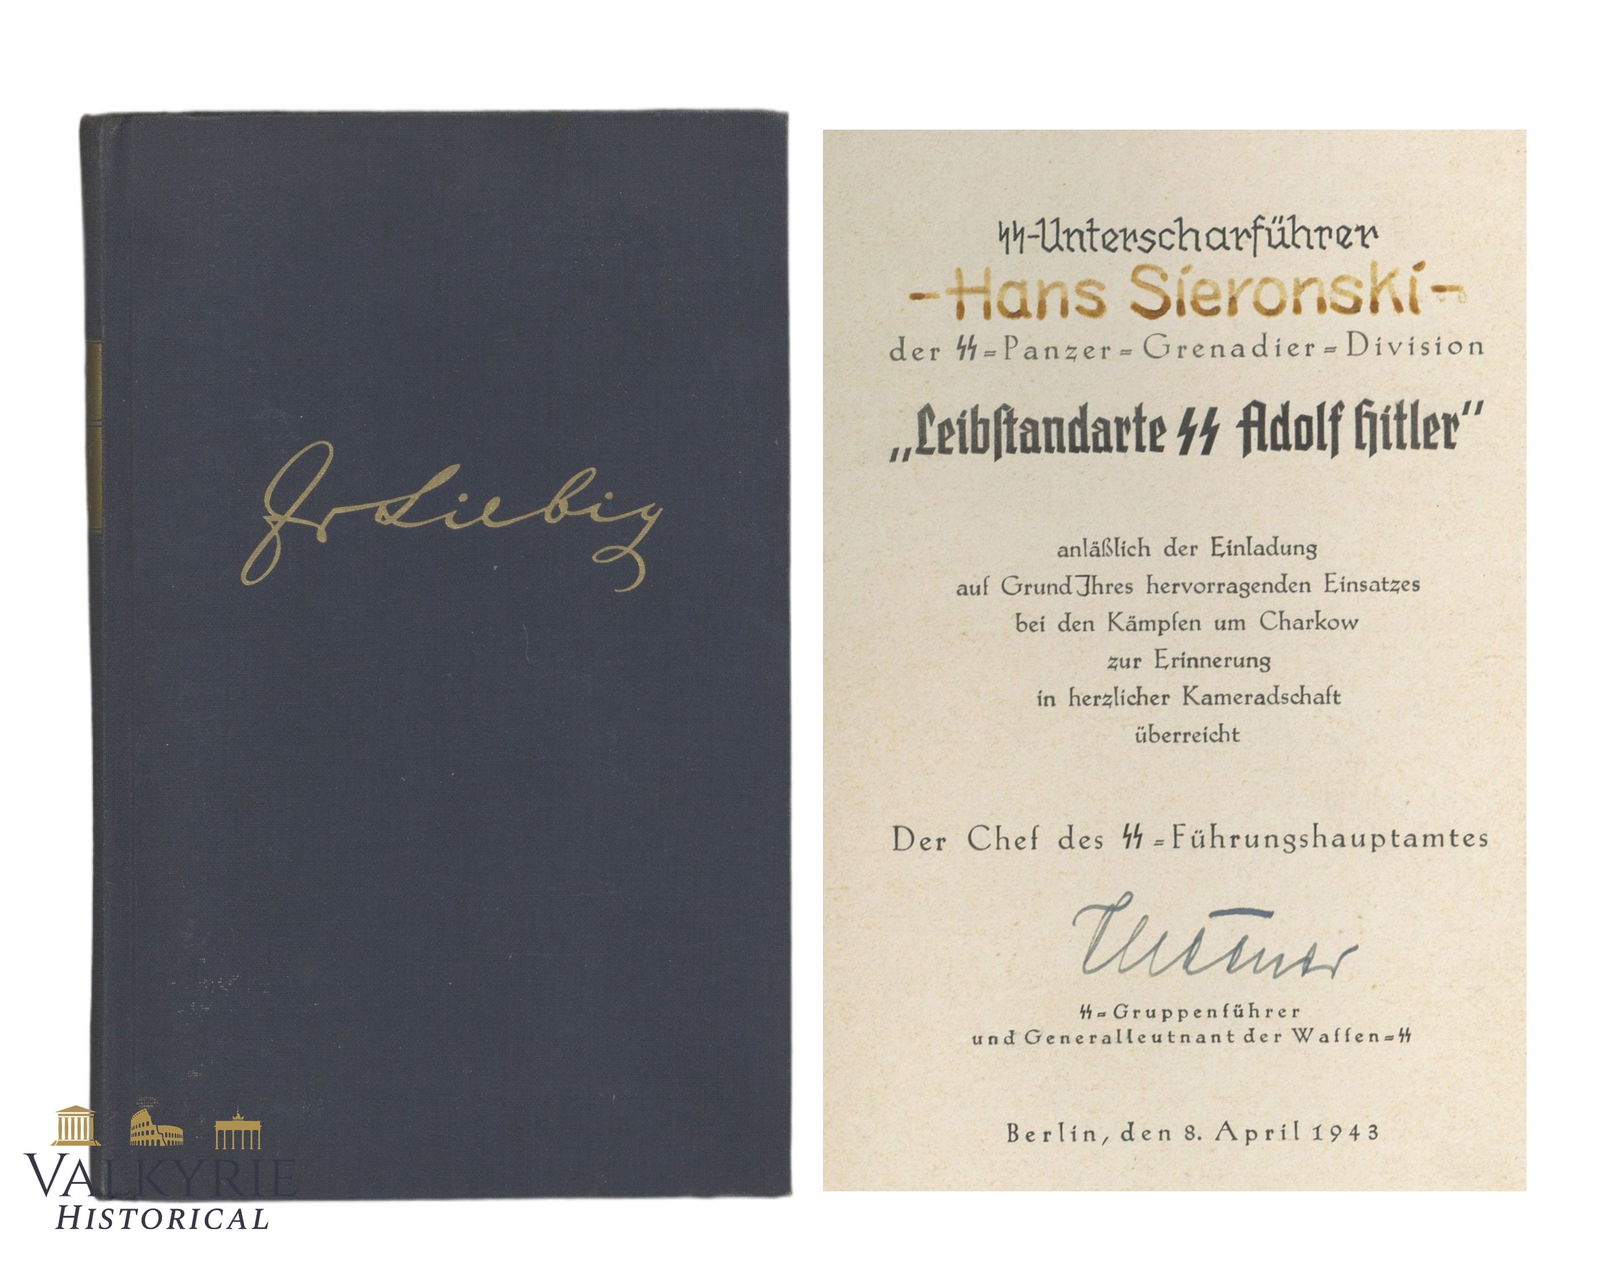 Fr Liebig
VALKYRIE
HISTORICAL
ᛋᛋ-Unterscharführer
-Hans Sieronski-
der ᛋᛋ=Panzer=Grenadier=Division
„Leibſtandarte ᛋᛋ Adolf Hitler“
anläßlich der Einladung
auf Grund Ihres hervorragenden Einsatzes
bei den Kämpfen um Charkow
zur Erinnerung
in herzlicher Kameradschaft
überreicht
Der Chef des ᛋᛋ=Führungshauptamtes
ᛋᛋ=Gruppenführer
und Generalleutnant der Waffen=ᛋᛋ
Berlin, den 8. April 1943